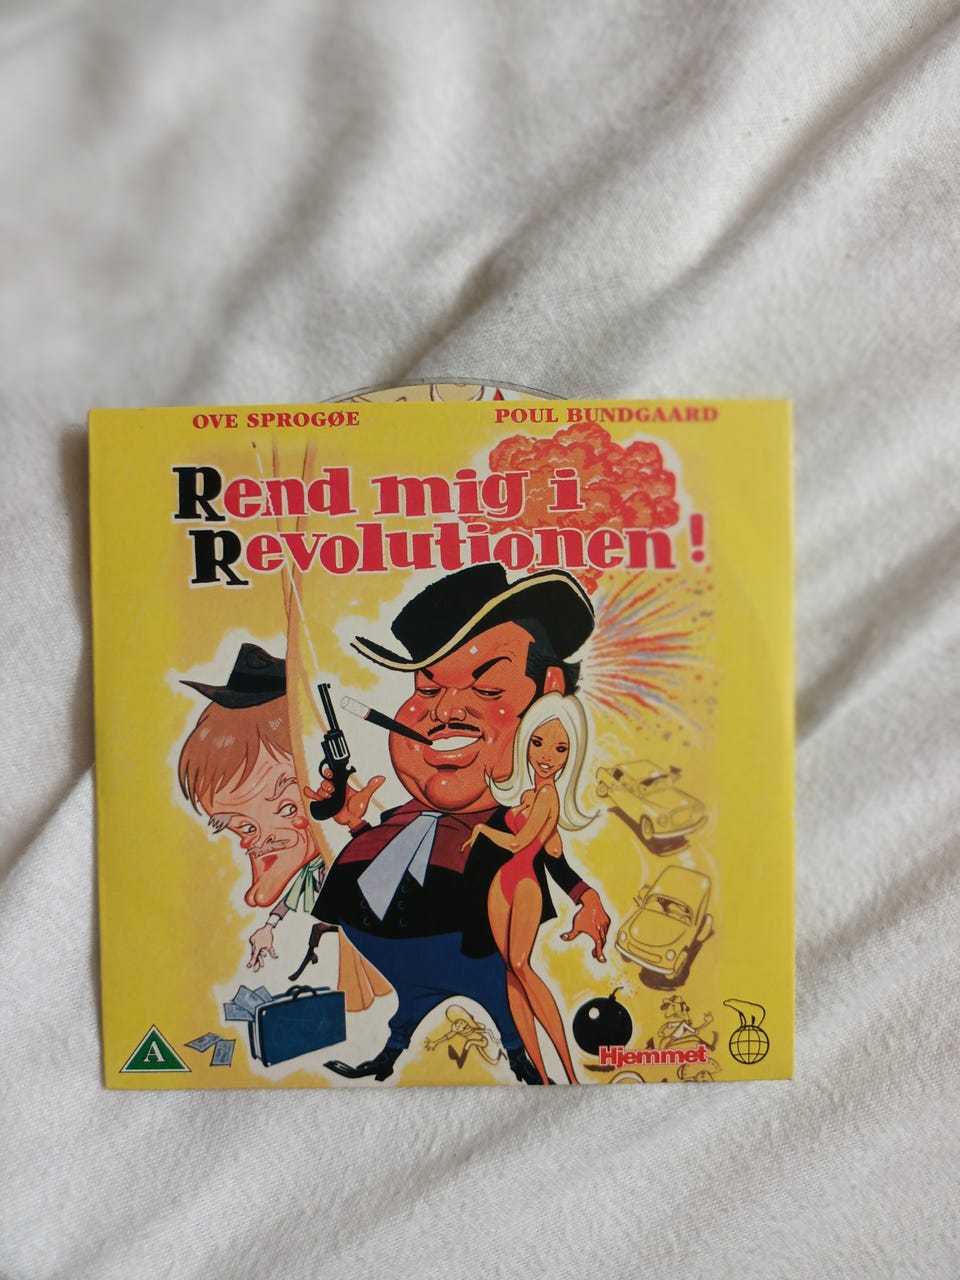 OVE SPROGØE
POUL BUNDGAARD
Rend mig i
Revolutionen!
A
Hjemmet